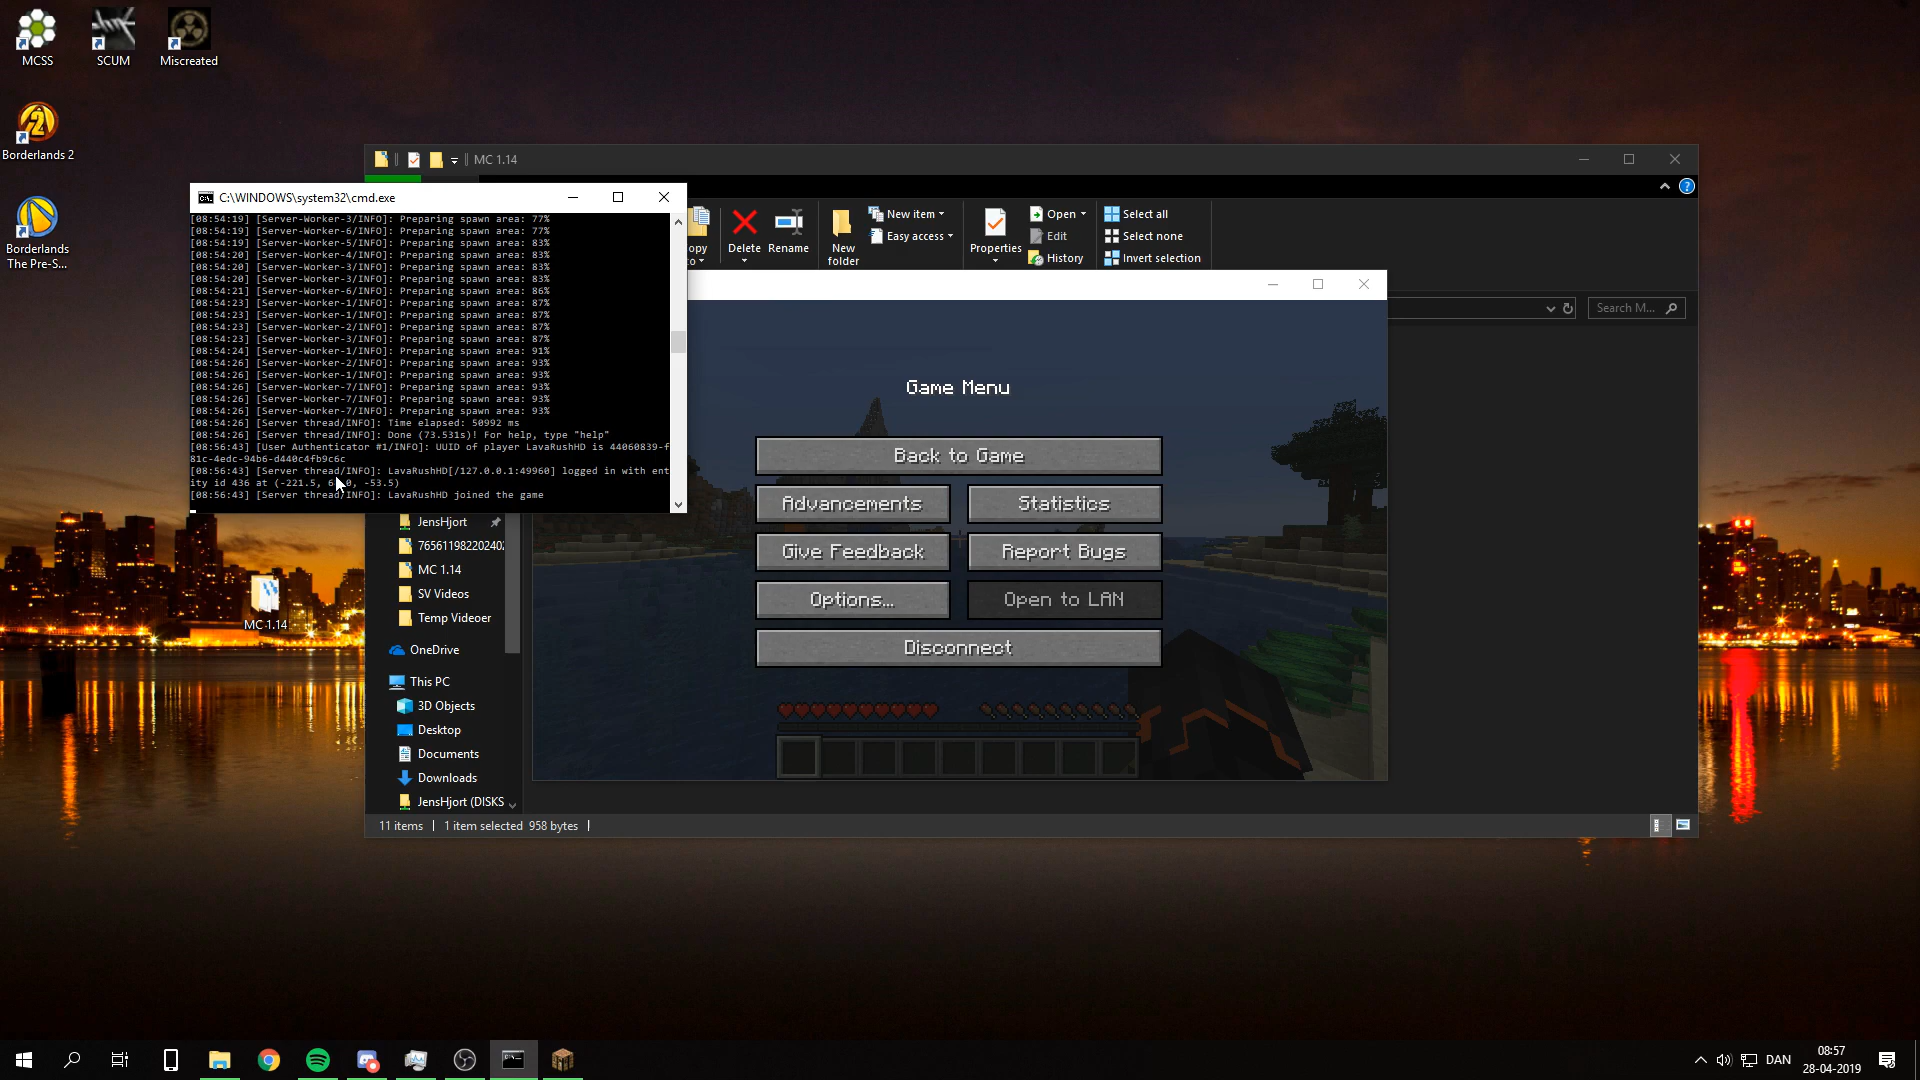 MCSS
SCUM
Miscreated
Borderlands 2
Borderlands
The Pre-S...
MC 1.14
MC 1.14
C:\WINDOWS\system32\cmd.exe
[08:54:19] [Server-Worker-3/INFO]: Preparing spawn area: 77%
[08:54:19] [Server-Worker-6/INFO]: Preparing spawn area: 77%
[08:54:19] [Server-Worker-5/INFO]: Preparing spawn area: 83%
[08:54:20] [Server-Worker-4/INFO]: Preparing spawn area: 83%
[08:54:20] [Server-Worker-3/INFO]: Preparing spawn area: 83%
[08:54:20] [Server-Worker-3/INFO]: Preparing spawn area: 83%
[08:54:21] [Server-Worker-6/INFO]: Preparing spawn area: 86%
[08:54:23] [Server-Worker-1/INFO]: Preparing spawn area: 87%
[08:54:23] [Server-Worker-1/INFO]: Preparing spawn area: 87%
[08:54:23] [Server-Worker-2/INFO]: Preparing spawn area: 87%
[08:54:23] [Server-Worker-3/INFO]: Preparing spawn area: 87%
[08:54:24] [Server-Worker-1/INFO]: Preparing spawn area: 91%
[08:54:26] [Server-Worker-2/INFO]: Preparing spawn area: 93%
[08:54:26] [Server-Worker-1/INFO]: Preparing spawn area: 93%
[08:54:26] [Server-Worker-7/INFO]: Preparing spawn area: 93%
[08:54:26] [Server-Worker-7/INFO]: Preparing spawn area: 93%
[08:54:26] [Server-Worker-7/INFO]: Preparing spawn area: 93%
[08:54:26] [Server thread/INFO]: Time elapsed: 50992 ms
[08:54:26] [Server thread/INFO]: Done (73.531s)! For help, type "help"
[08:56:43] [User Authenticator #1/INFO]: UUID of player LavaRushHD is 44060839-f
81c-4edc-94b6-d440c4fb9c6c
[08:56:43] [Server thread/INFO]: LavaRushHD[/127.0.0.1:49960] logged in with ent
ity id 436 at (-221.5, 6 .0, -53.5)
[08:56:43] [Server thread/INFO]: LavaRushHD joined the game
opy
to
Delete
Rename
New
folder
New item
Easy access
Properties
Open
Edit
History
Select all
Select none
Invert selection
Search M...
Game Menu
Back to Game
Advancements
Statistics
Give Feedback
Report Bugs
Options...
Open to LAN
Disconnect
JensHjort
7656119822024 0
MC 1.14
SV Videos
Temp Videoer
OneDrive
This PC
3D Objects
Desktop
Documents
Downloads
JensHjort (DISKS
11 items
1 item selected 958 bytes
DAN
08:57
28-04-2019